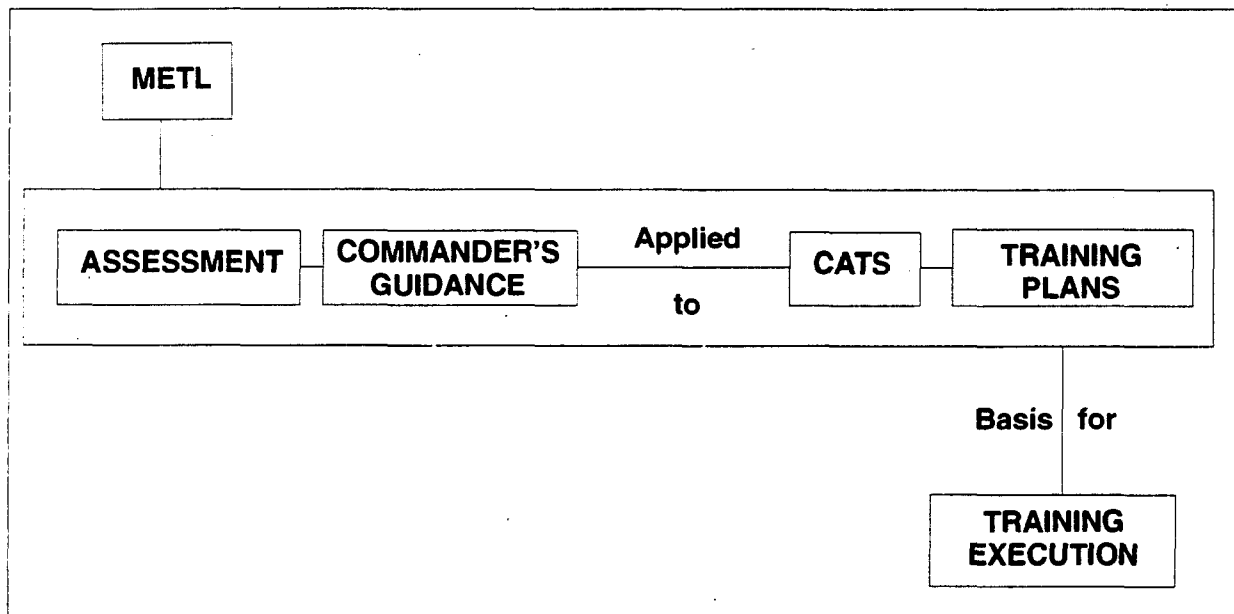 METL
ASSESSMENT
COMMANDER'S
GUIDANCE
Applied
to
CATS
TRAINING
PLANS
Basis for
TRAINING
EXECUTION